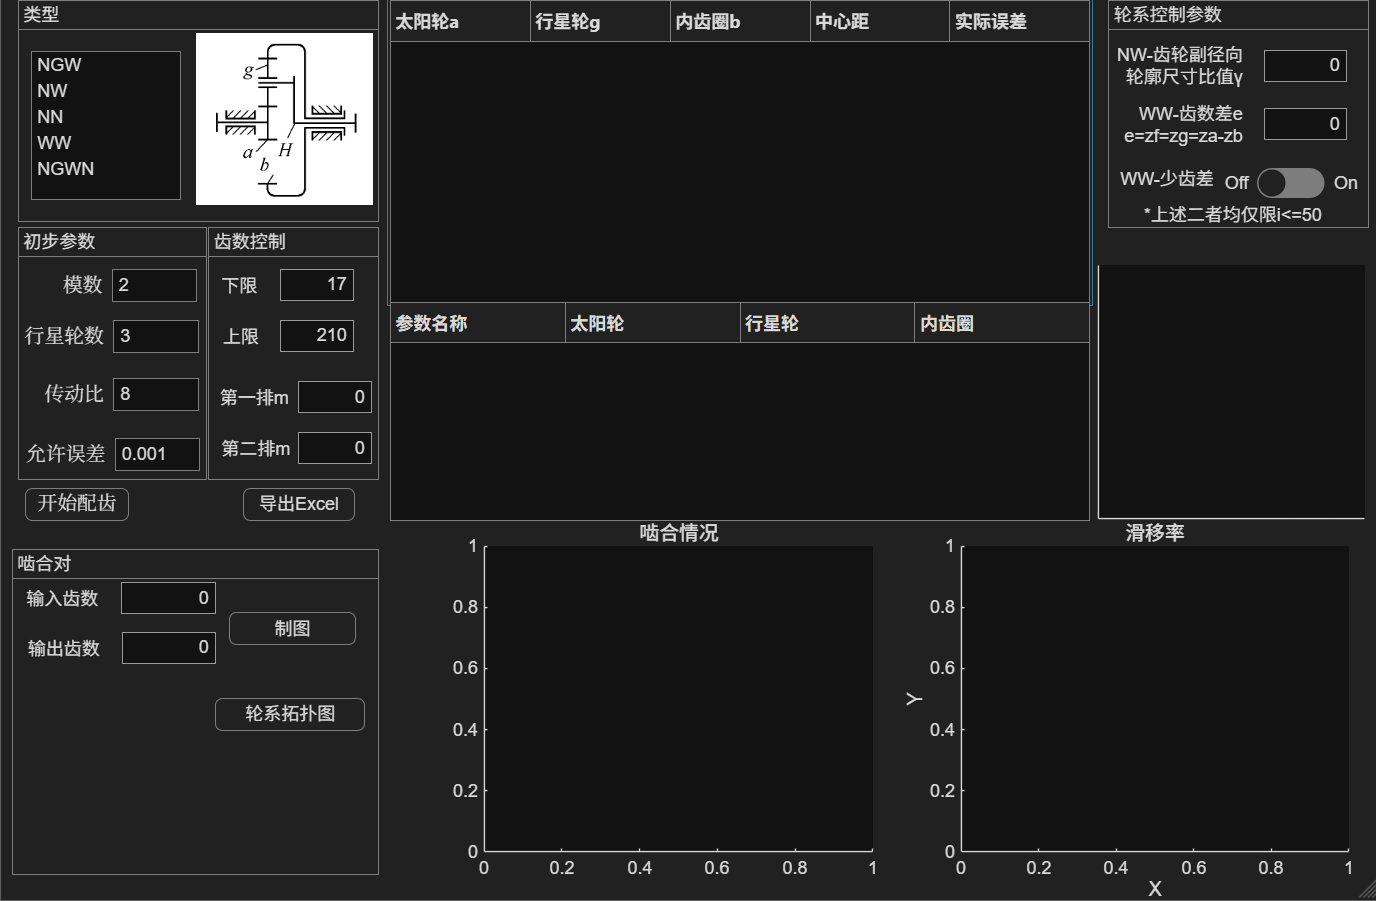 类型
NGW
NW
NN
WW
NGWN
g
a
b
H
初步参数
模数 2
行星轮数 3
传动比 8
允许误差 0.001
齿数控制
下限 17
上限 210
第一排m 0
第二排m 0
开始配齿
导出Excel
啮合对
输入齿数 0
输出齿数 0
制图
轮系拓扑图
太阳轮a 行星轮g 内齿圈b 中心距 实际误差
参数名称 太阳轮 行星轮 内齿圈
轮系控制参数
NW-齿轮副径向
轮廓尺寸比值γ 0
WW-齿数差e
e=zf=zg=za-zb 0
WW-少齿差 Off On
*上述二者均仅限i<=50
啮合情况
1
0.8
0.6
0.4
0.2
0
0 0.2 0.4 0.6 0.8 1
滑移率
Y
1
0.8
0.6
0.4
0.2
0
0 0.2 0.4 0.6 0.8 1
X